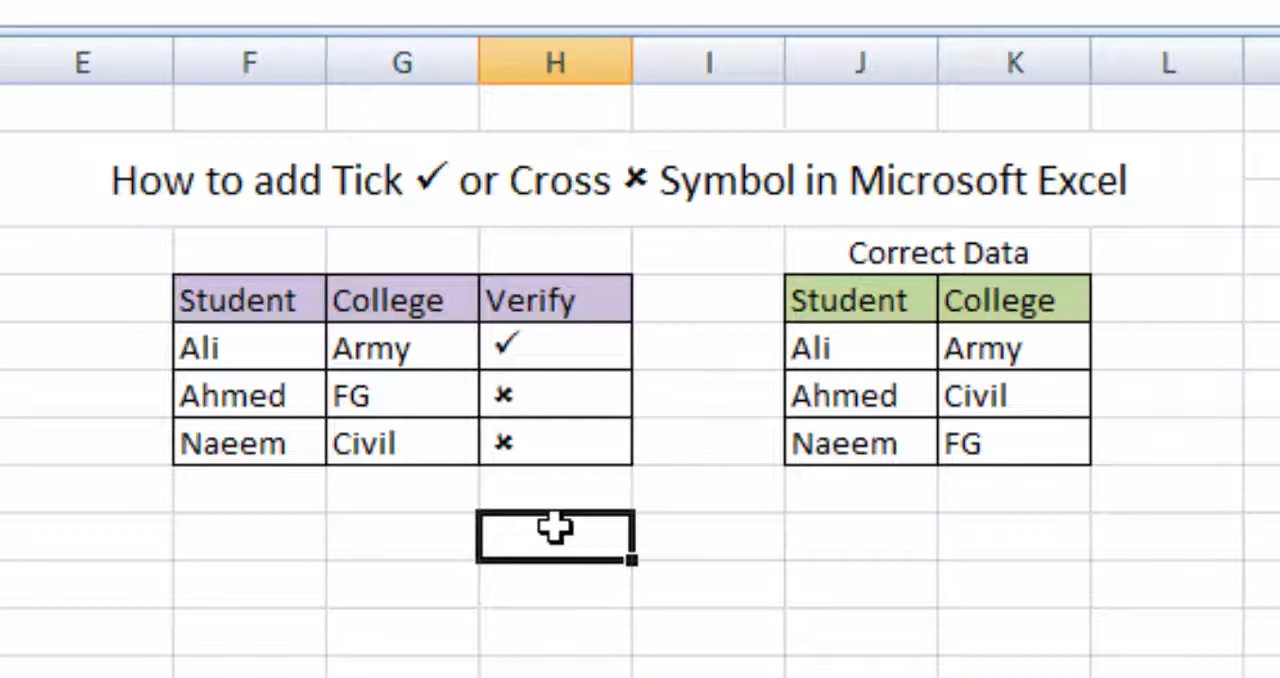 E F G H I J K L
How to add Tick ✓ or Cross ✖ Symbol in Microsoft Excel
Correct Data
Student College Verify Student College
Ali Army ✓ Ali Army
Ahmed FG ✖ Ahmed Civil
Naeem Civil ✖ Naeem FG